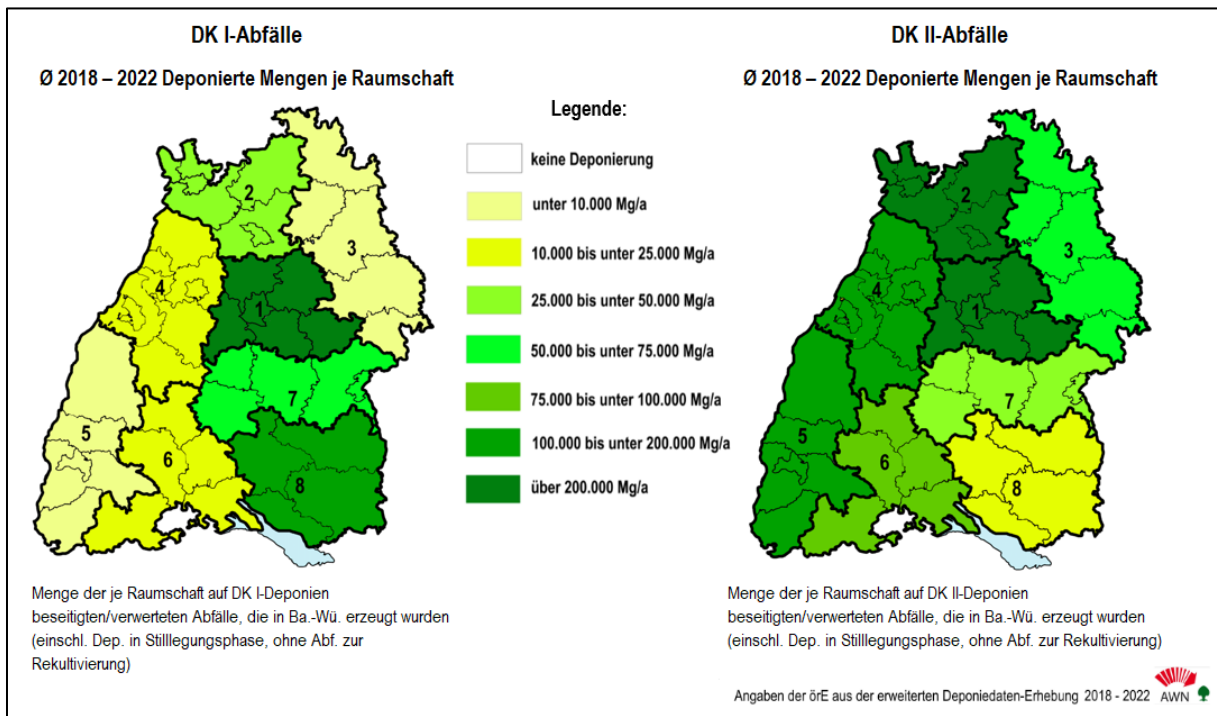 DK I-Abfälle
Ø 2018 – 2022 Deponierte Mengen je Raumschaft
2
3
4
1
7
5
6
8
Menge der je Raumschaft auf DK I-Deponien
beseitigten/verwerteten Abfälle, die in Ba.-Wü. erzeugt wurden
(einschl. Dep. in Stilllegungsphase, ohne Abf. zur
Rekultivierung)
Legende:
keine Deponierung
unter 10.000 Mg/a
10.000 bis unter 25.000 Mg/a
25.000 bis unter 50.000 Mg/a
50.000 bis unter 75.000 Mg/a
75.000 bis unter 100.000 Mg/a
100.000 bis unter 200.000 Mg/a
über 200.000 Mg/a
DK II-Abfälle
Ø 2018 – 2022 Deponierte Mengen je Raumschaft
2
3
4
1
7
5
6
8
Menge der je Raumschaft auf DK II-Deponien
beseitigten/verwerteten Abfälle, die in Ba.-Wü. erzeugt wurden
(einschl. Dep. in Stilllegungsphase, ohne Abf. zur Rekultivierung)
Angaben der örE aus der erweiterten Deponiedaten-Erhebung 2018 - 2022
AWN